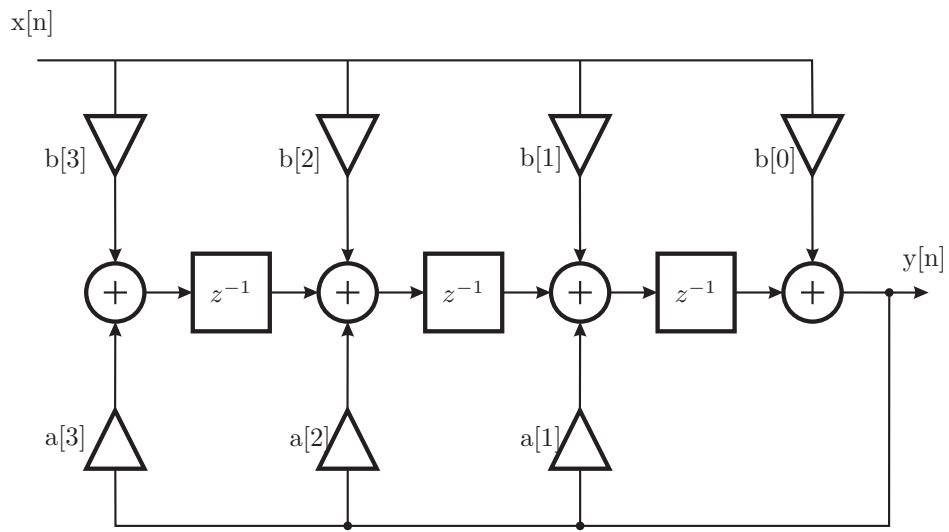 x[n]
b[3] b[2] b[1] b[0]
y[n]
+ z⁻¹ + z⁻¹ + z⁻¹ +
a[3] a[2] a[1]